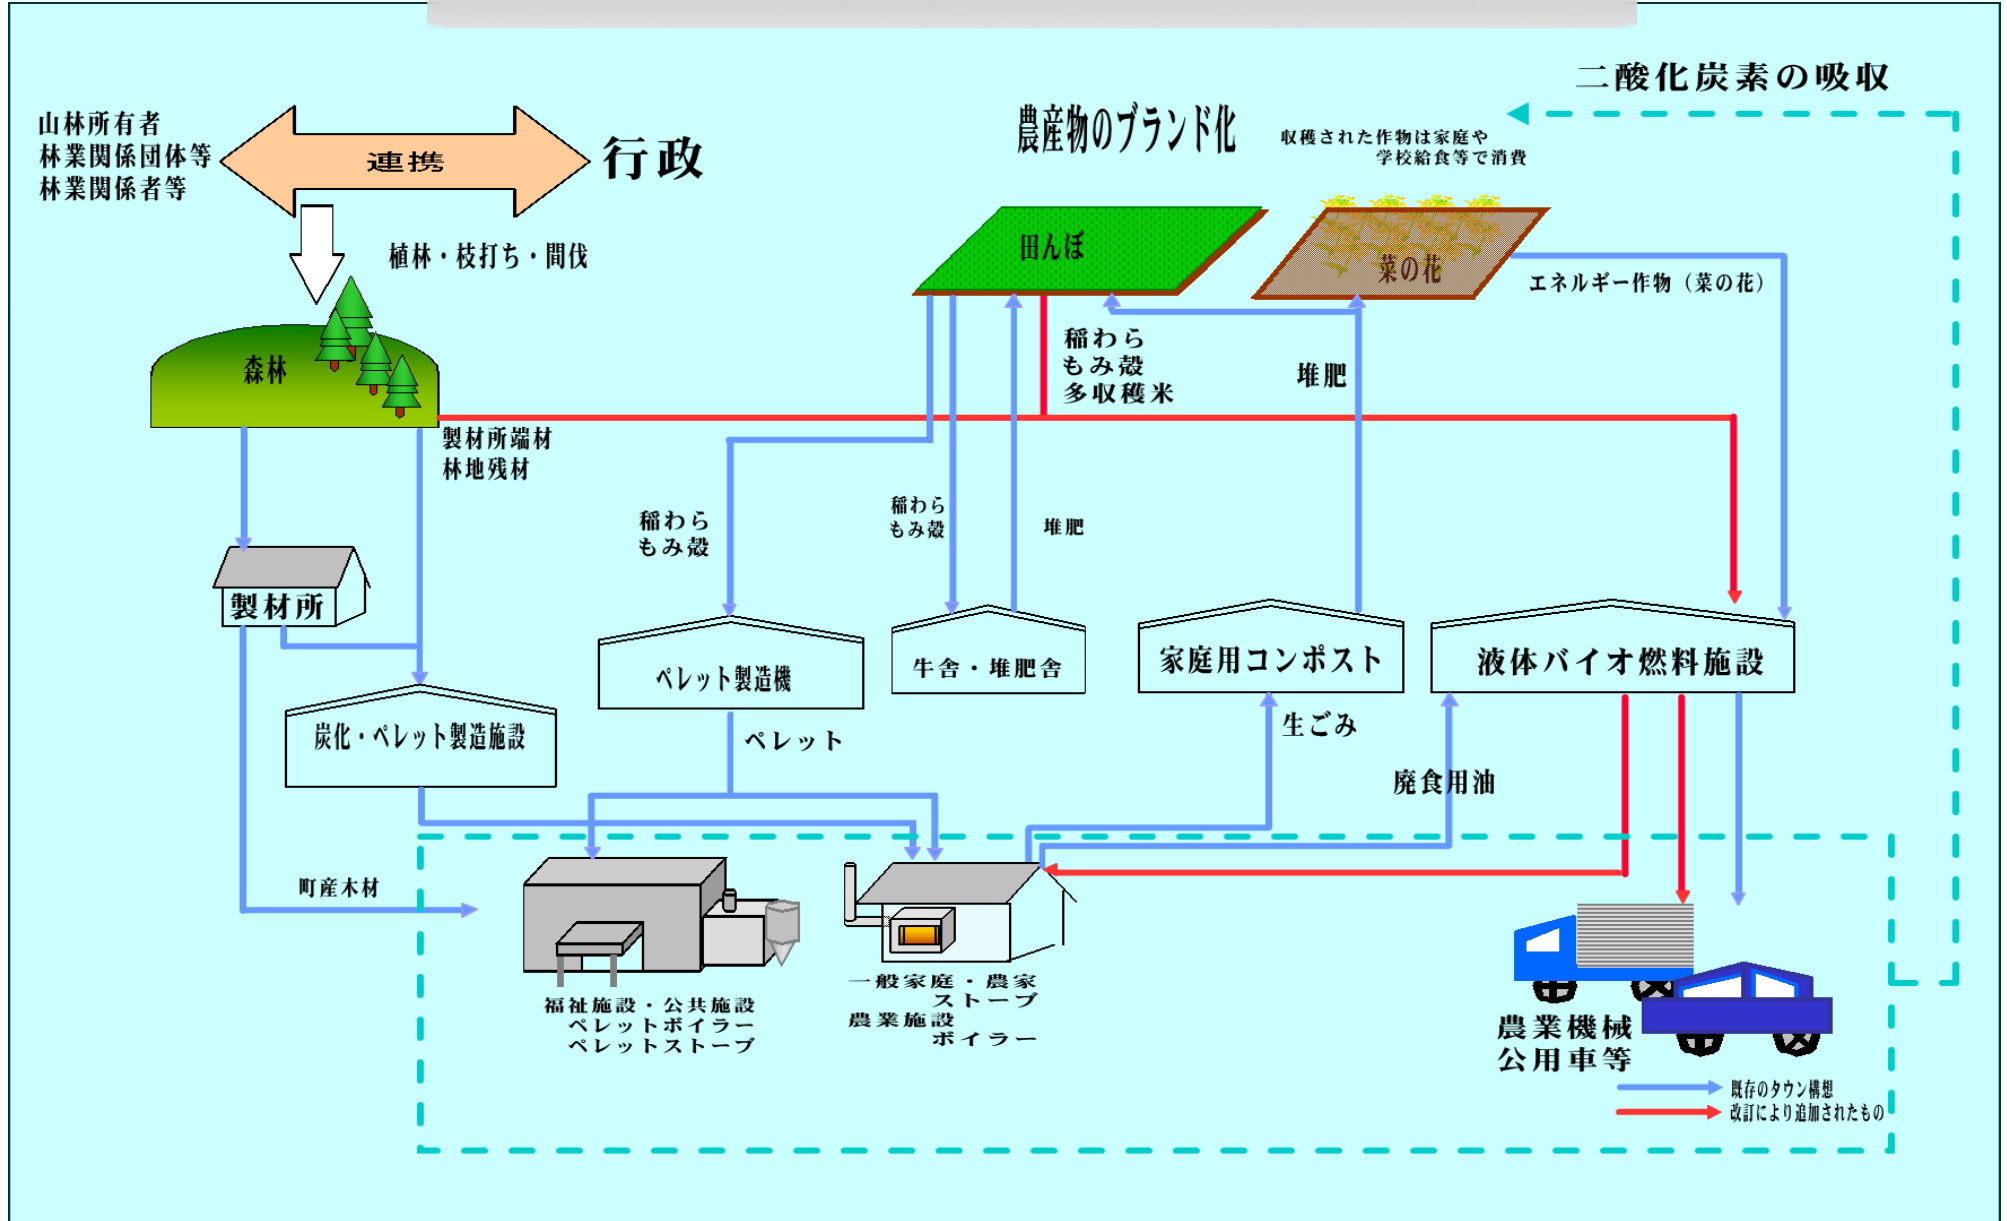 二酸化炭素の吸収
山林所有者
林業関係団体等
林業関係者等
連携
行政
農産物のブランド化
収穫された作物は家庭や
学校給食等で消費
植林・枝打ち・間伐
田んぼ
菜の花
エネルギー作物（菜の花）
森林
稲わら
もみ殻
多収穫米
堆肥
製材所端材
林地残材
稲わら
もみ殻
稲わら
もみ殻
堆肥
製材所
ペレット製造機
牛舎・堆肥舎
家庭用コンポスト
液体バイオ燃料施設
炭化・ペレット製造施設
ペレット
生ごみ
廃食用油
町産木材
福祉施設・公共施設
ペレットボイラー
ペレットストーブ
一般家庭・農家
ストーブ
農業施設
ボイラー
農業機械
公用車等
既存のタウン構想
改訂により追加されたもの